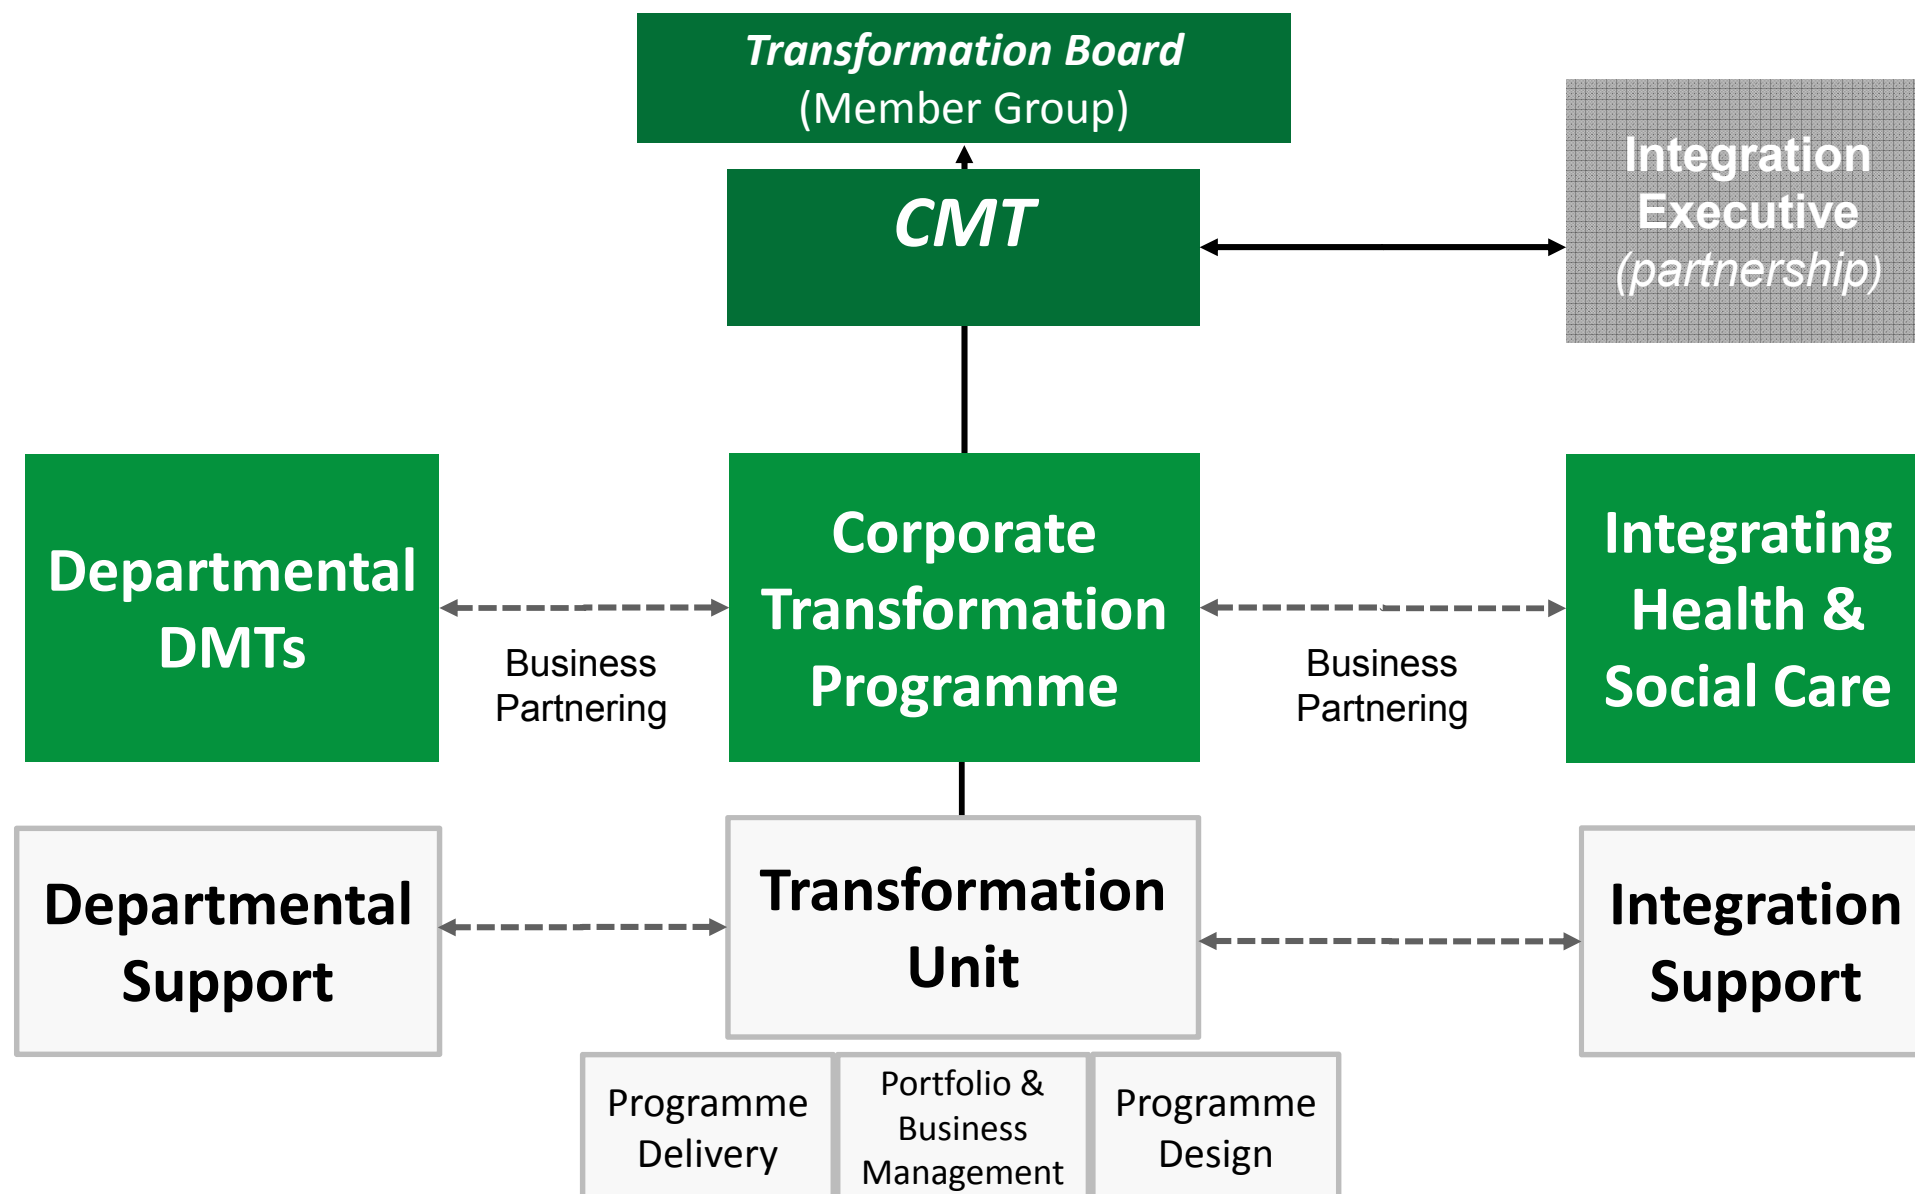 Transformation Board
(Member Group)
CMT
Integration
Executive
(partnership)
Departmental
DMTs
Business
Partnering
Corporate
Transformation
Programme
Business
Partnering
Integrating
Health &
Social Care
Departmental
Support
Transformation
Unit
Integration
Support
Programme
Delivery
Portfolio &
Business
Management
Programme
Design